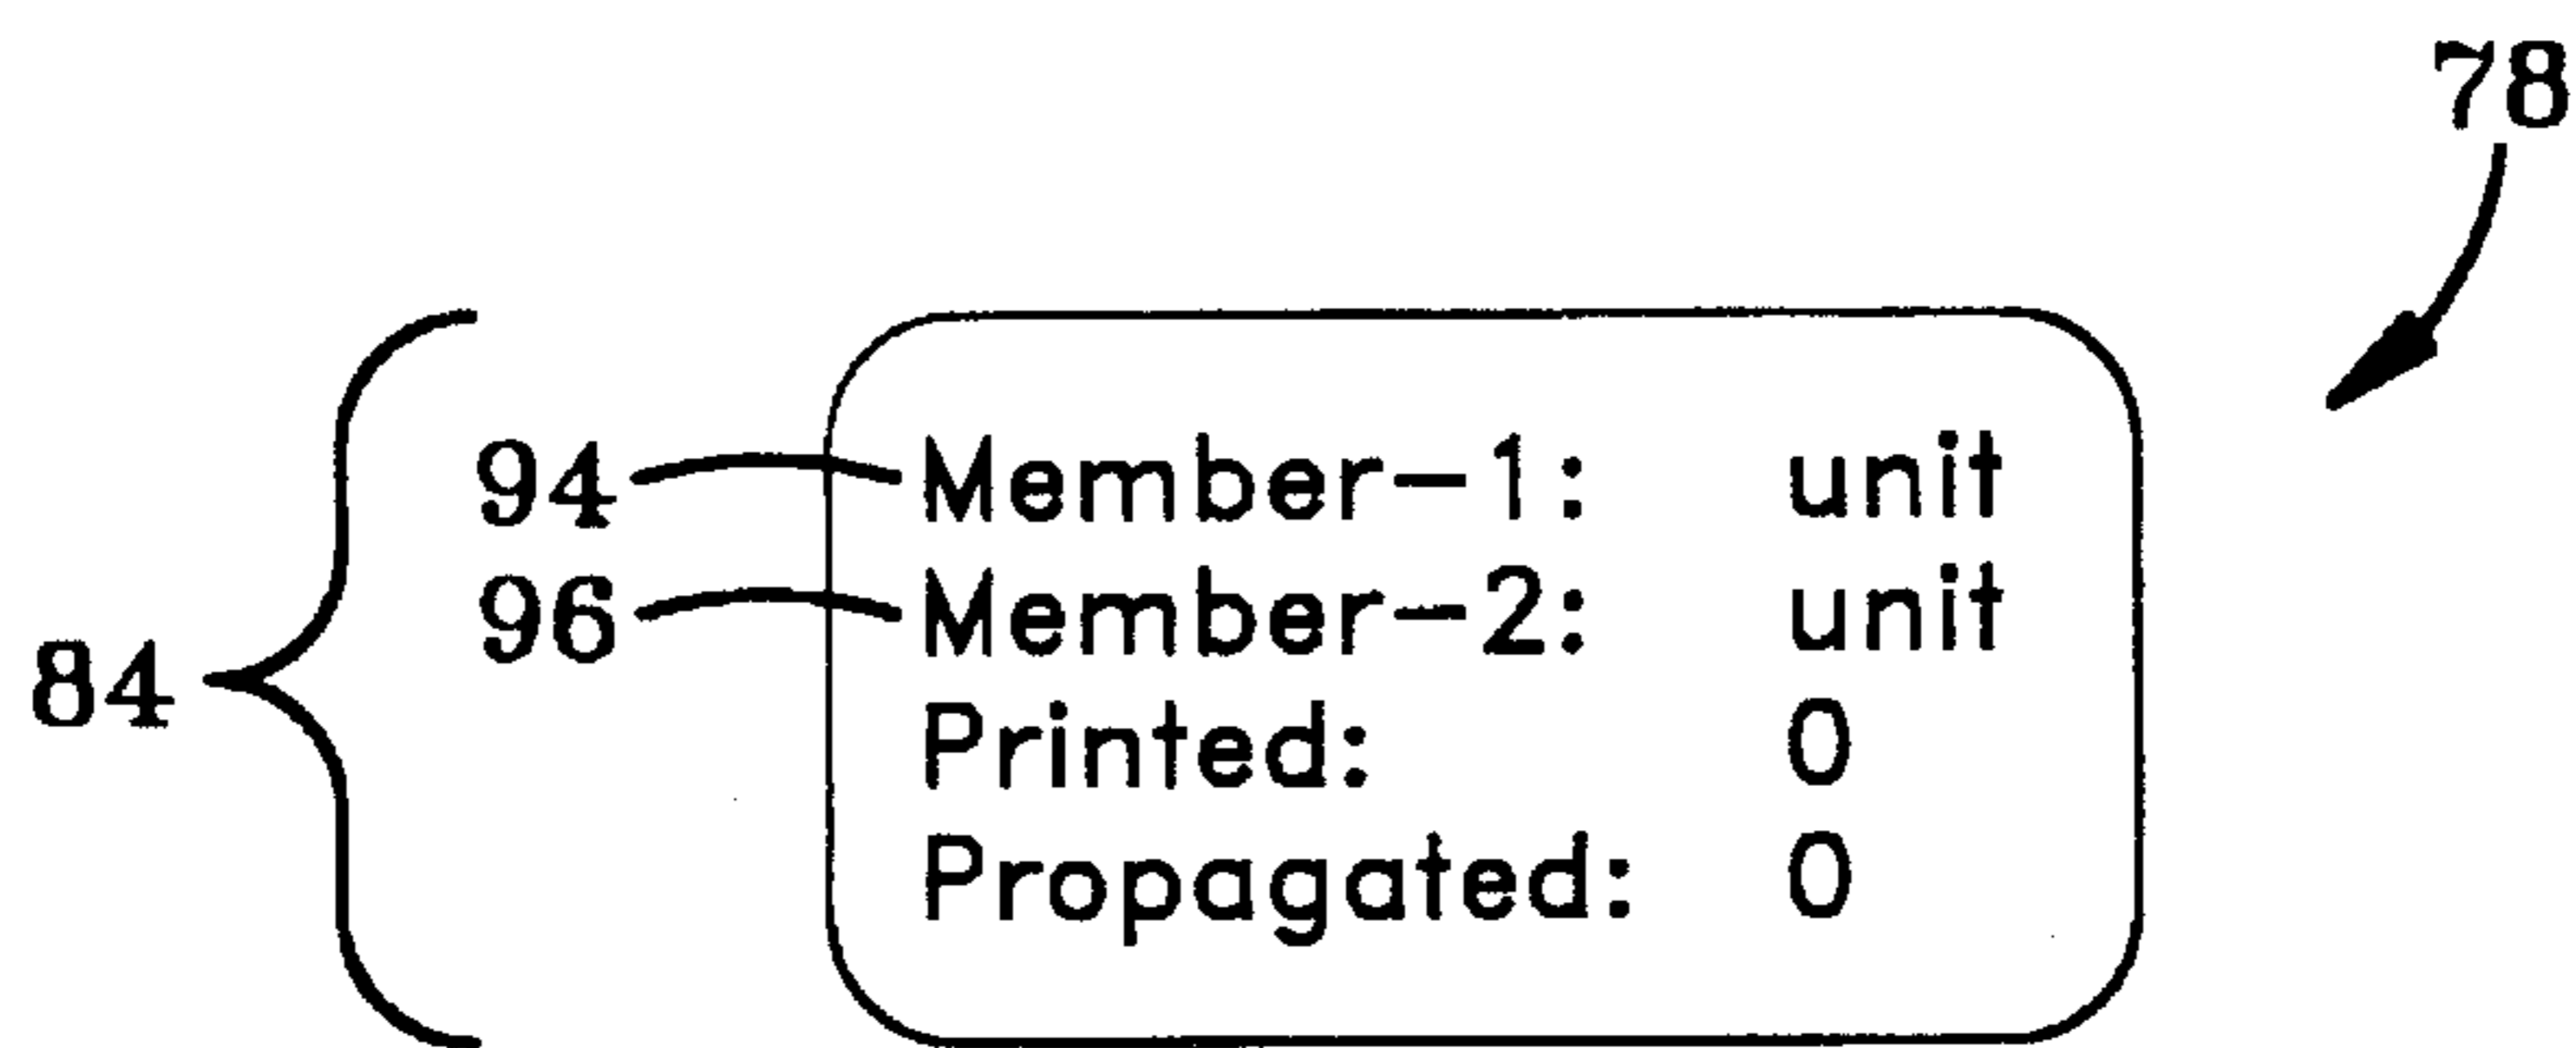 78
94 Member-1: unit
96 Member-2: unit
84
Printed: 0
Propagated: 0